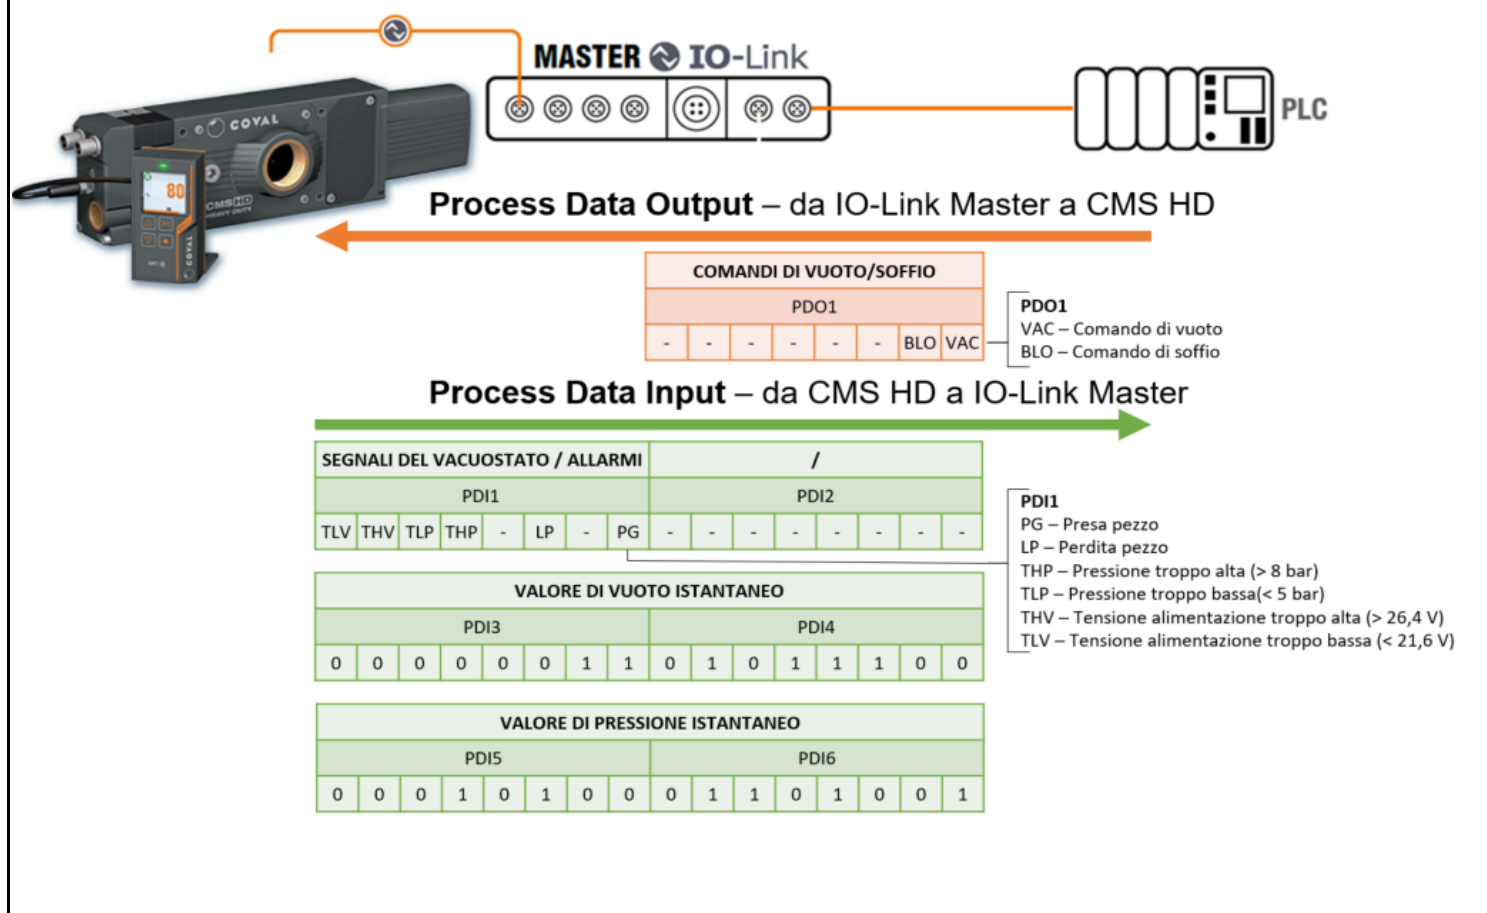 MASTER IO-Link
COVAL
80
CMS HD
HEAVY DUTY
COVAL
PLC
Process Data Output – da IO-Link Master a CMS HD
COMANDI DI VUOTO/SOFFIO
PDO1
- - - - - - BLO VAC
PDO1
VAC – Comando di vuoto
BLO – Comando di soffio
Process Data Input – da CMS HD a IO-Link Master
SEGNALI DEL VACUOSTATO / ALLARMI /
PDI1 PDI2
TLV THV TLP THP - LP - PG - - - - - - - -
PDI1
PG – Presa pezzo
LP – Perdita pezzo
THP – Pressione troppo alta (> 8 bar)
TLP – Pressione troppo bassa(< 5 bar)
THV – Tensione alimentazione troppo alta (> 26,4 V)
TLV – Tensione alimentazione troppo bassa (< 21,6 V)
VALORE DI VUOTO ISTANTANEO
PDI3 PDI4
0 0 0 0 0 0 1 1 0 1 0 1 1 1 0 0
VALORE DI PRESSIONE ISTANTANEO
PDI5 PDI6
0 0 0 1 0 1 0 0 0 1 1 0 1 0 0 1